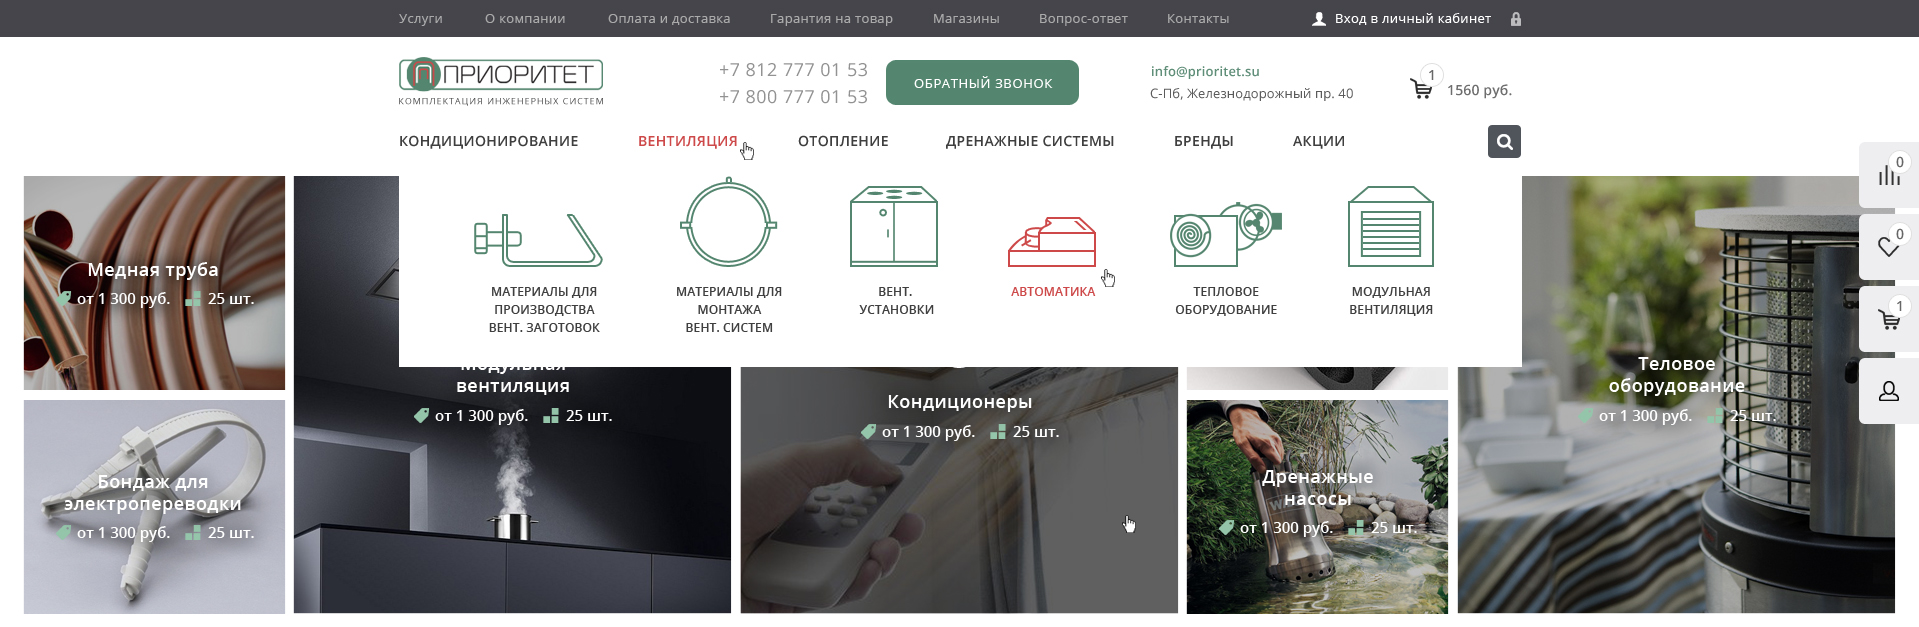 Услуги
О компании
Оплата и доставка
Гарантия на товар
Магазины
Вопрос-ответ
Контакты
Вход в личный кабинет
ПРИОРИТЕТ
КОМПЛЕКТАЦИЯ ИНЖЕНЕРНЫХ СИСТЕМ
+7 812 777 01 53
+7 800 777 01 53
ОБРАТНЫЙ ЗВОНОК
info@prioritet.su
С-Пб, Железнодорожный пр. 40
1
1560 руб.
КОНДИЦИОНИРОВАНИЕ
ВЕНТИЛЯЦИЯ
ОТОПЛЕНИЕ
ДРЕНАЖНЫЕ СИСТЕМЫ
БРЕНДЫ
АКЦИИ
МАТЕРИАЛЫ ДЛЯ
ПРОИЗВОДСТВА
ВЕНТ. ЗАГОТОВОК
МАТЕРИАЛЫ ДЛЯ
МОНТАЖА
ВЕНТ. СИСТЕМ
ВЕНТ.
УСТАНОВКИ
АВТОМАТИКА
ТЕПЛОВОЕ
ОБОРУДОВАНИЕ
МОДУЛЬНАЯ
ВЕНТИЛЯЦИЯ
0
0
1
Медная труба
от 1 300 руб.
25 шт.
Бондаж для
электропереводки
от 1 300 руб.
25 шт.
Модульная
вентиляция
от 1 300 руб.
25 шт.
Кондиционеры
от 1 300 руб.
25 шт.
Дренажные
насосы
от 1 300 руб.
25 шт.
Теловое
оборудование
от 1 300 руб.
25 шт.